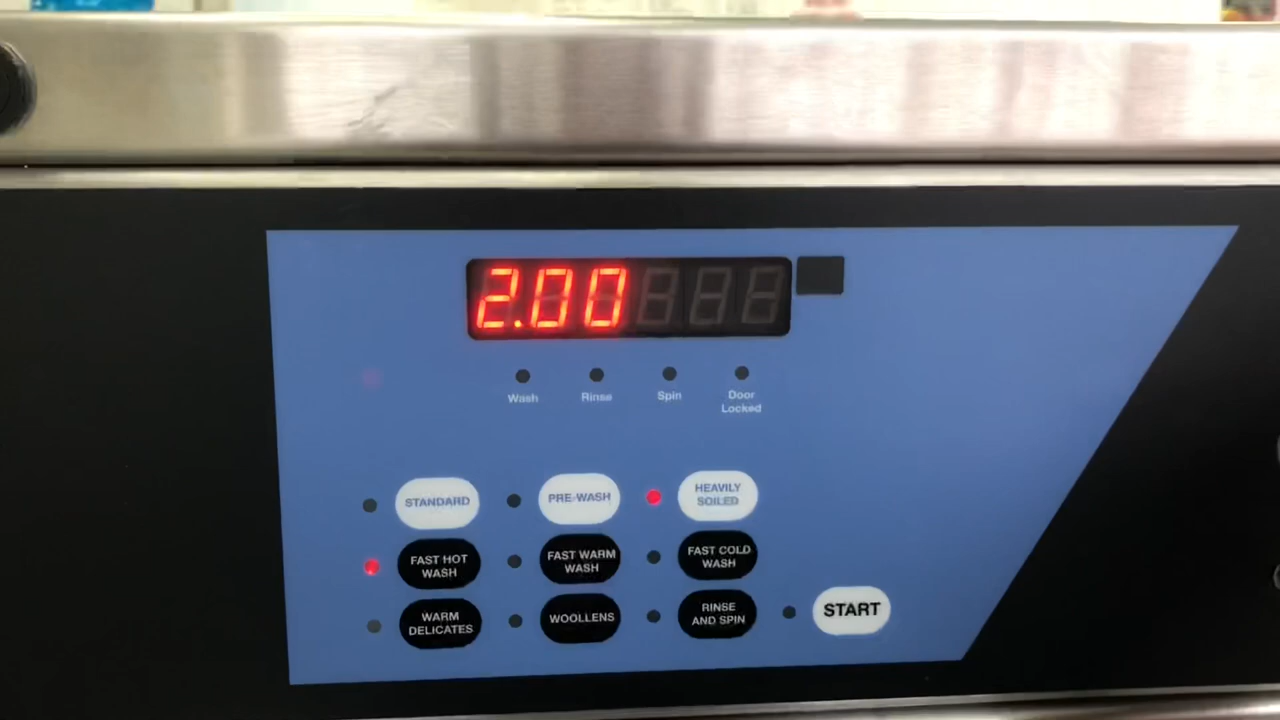 2.00
Wash Rinse Spin Door
Locked
STANDARD
PRE-WASH
HEAVILY
SOILED
FAST HOT
WASH
FAST WARM
WASH
FAST COLD
WASH
WARM
DELICATES
WOOLLENS
RINSE
AND SPIN
START